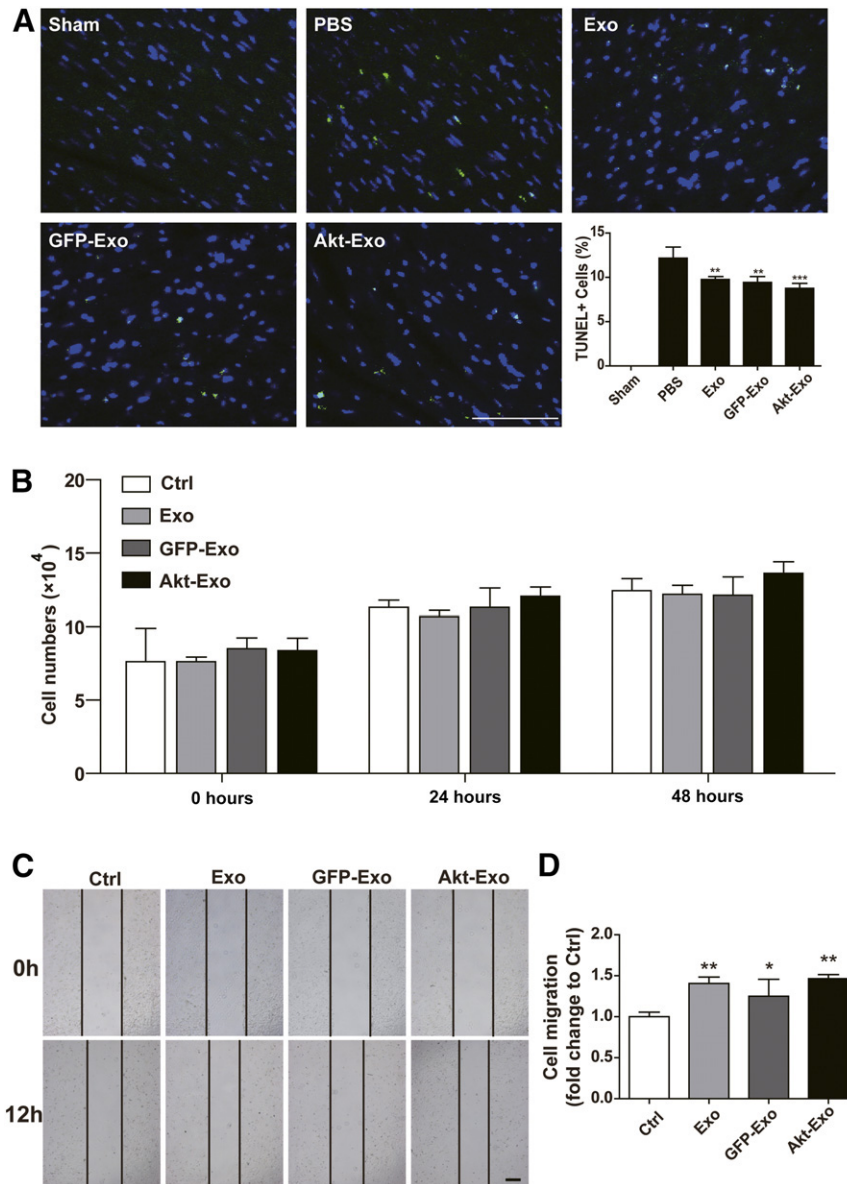 A
Sham
PBS
Exo
GFP-Exo
Akt-Exo
TUNEL+ Cells (%)
15
10
5
0
**
**
***
Sham
PBS
Exo
GFP-Exo
Akt-Exo
B
Cell numbers (×10⁴)
20
15
10
5
0
Ctrl
Exo
GFP-Exo
Akt-Exo
0 hours
24 hours
48 hours
C
Ctrl
Exo
GFP-Exo
Akt-Exo
0h
12h
D
Cell migration
(fold change to Ctrl)
2.0
1.5
1.0
0.5
0.0
**
*
**
Ctrl
Exo
GFP-Exo
Akt-Exo